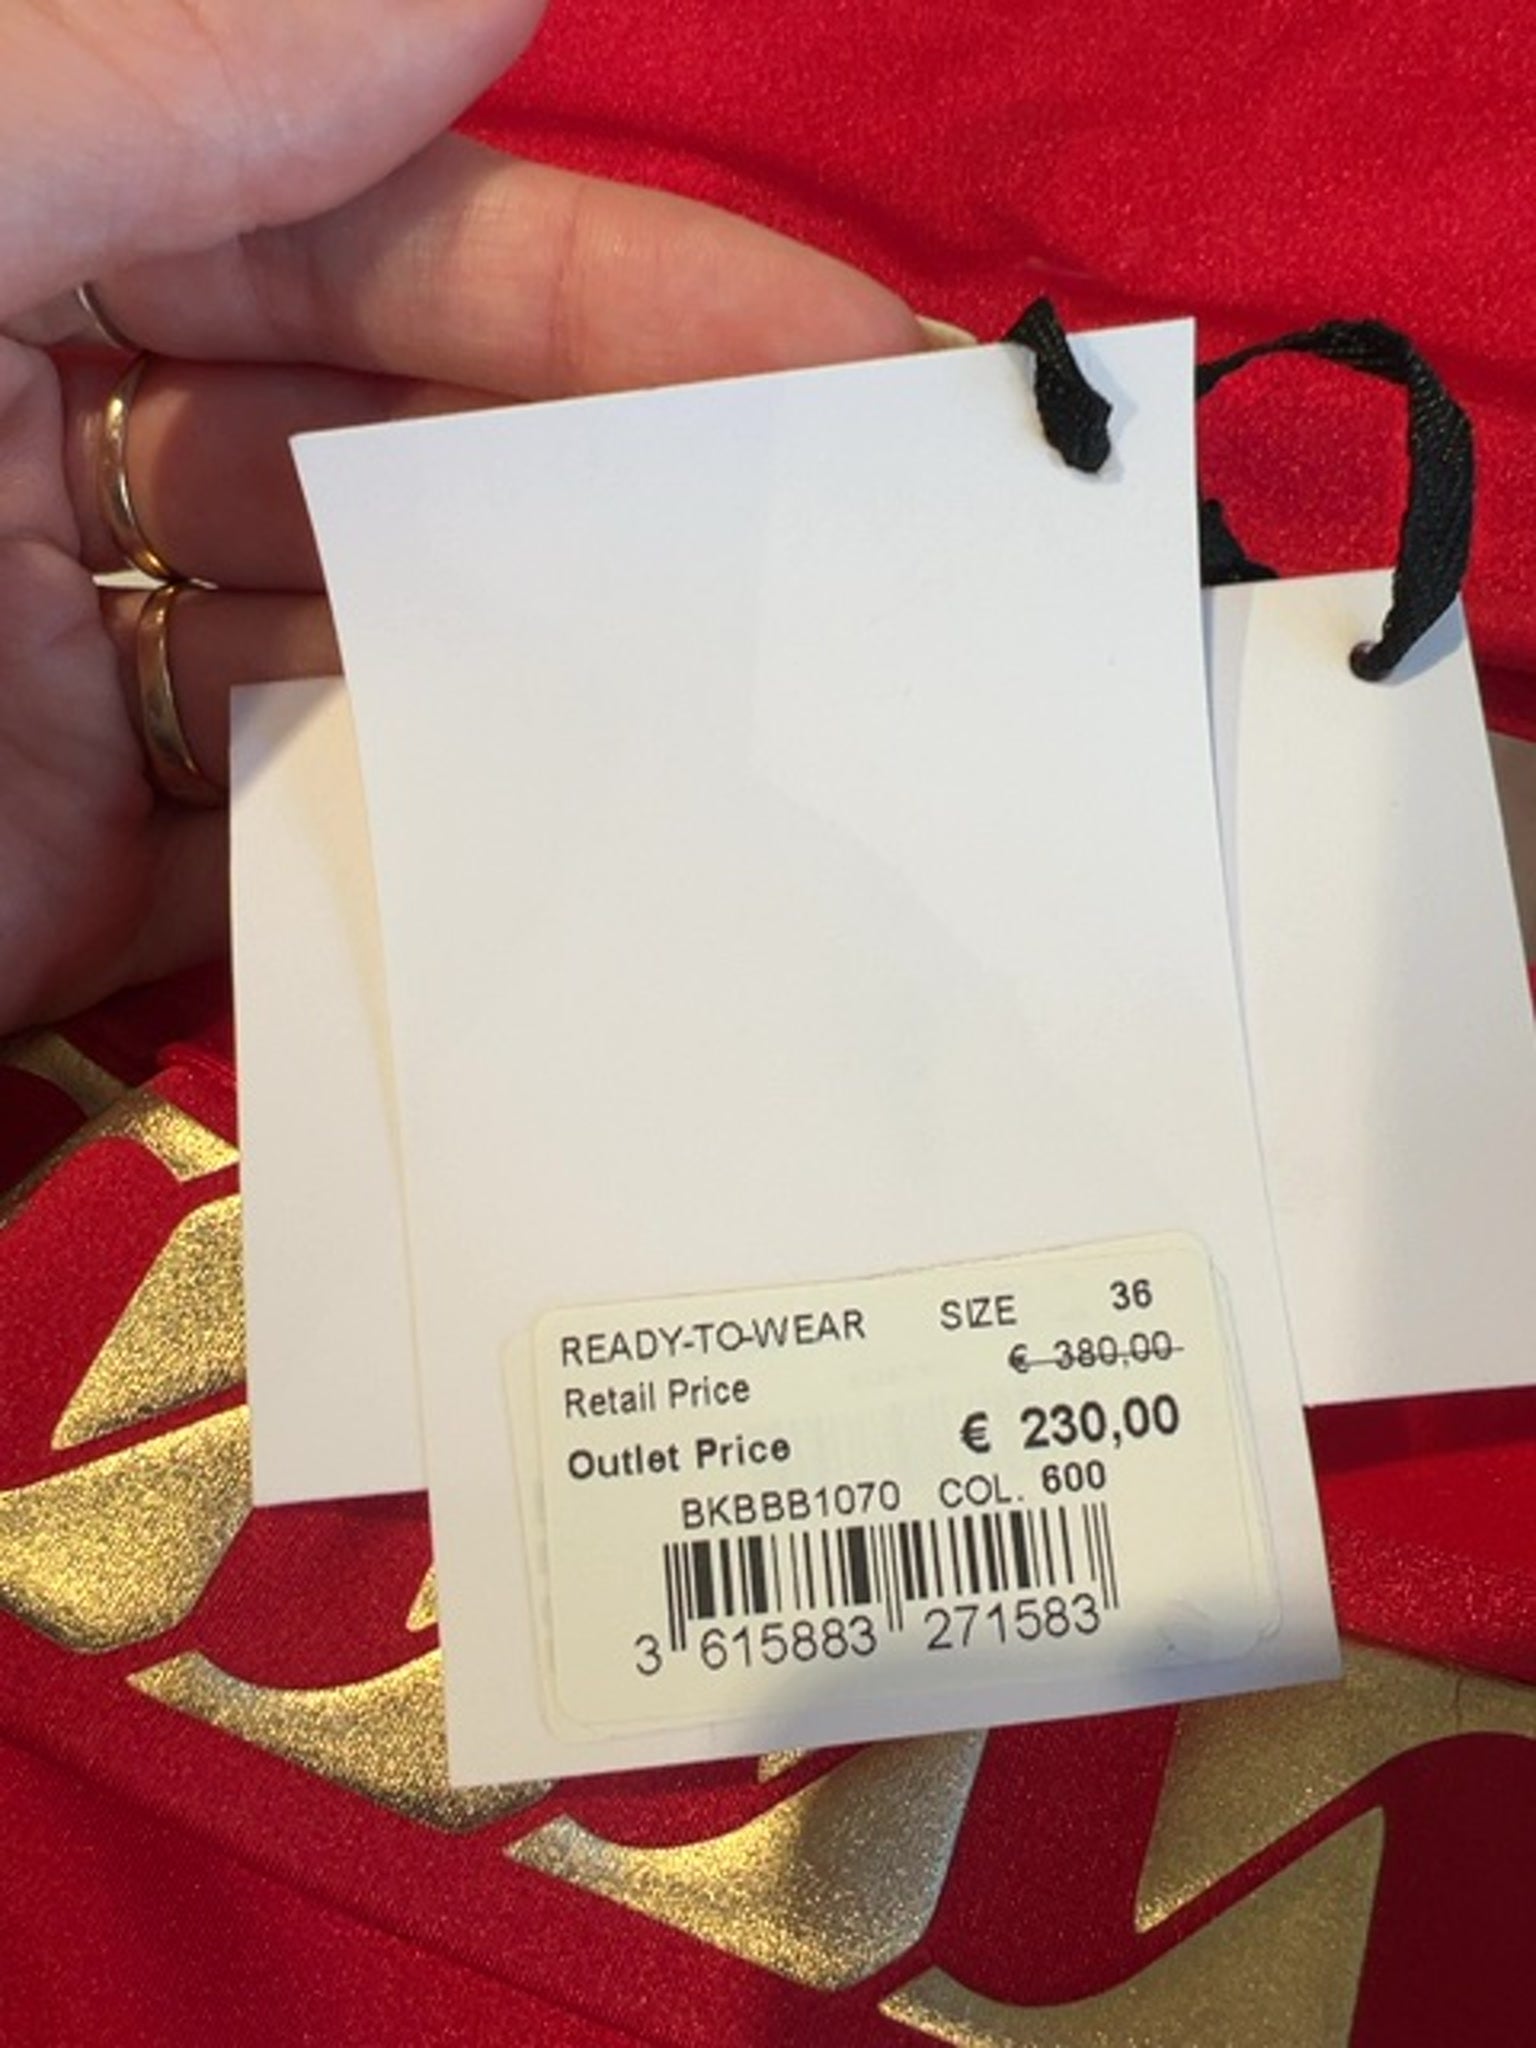 READY-TO-WEAR SIZE 36
Retail Price € 380,00
Outlet Price € 230,00
BKBBB1070 COL. 600
3 615883 271583